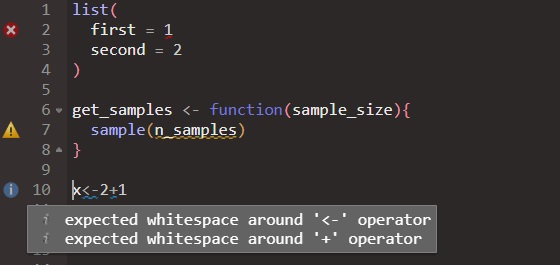 1 list(
2   first = 1
3   second = 2
4 )
5
6 get_samples <- function(sample_size){
7   sample(n_samples)
8 }
9
10 x<-2+1
i expected whitespace around '<-' operator
i expected whitespace around '+' operator